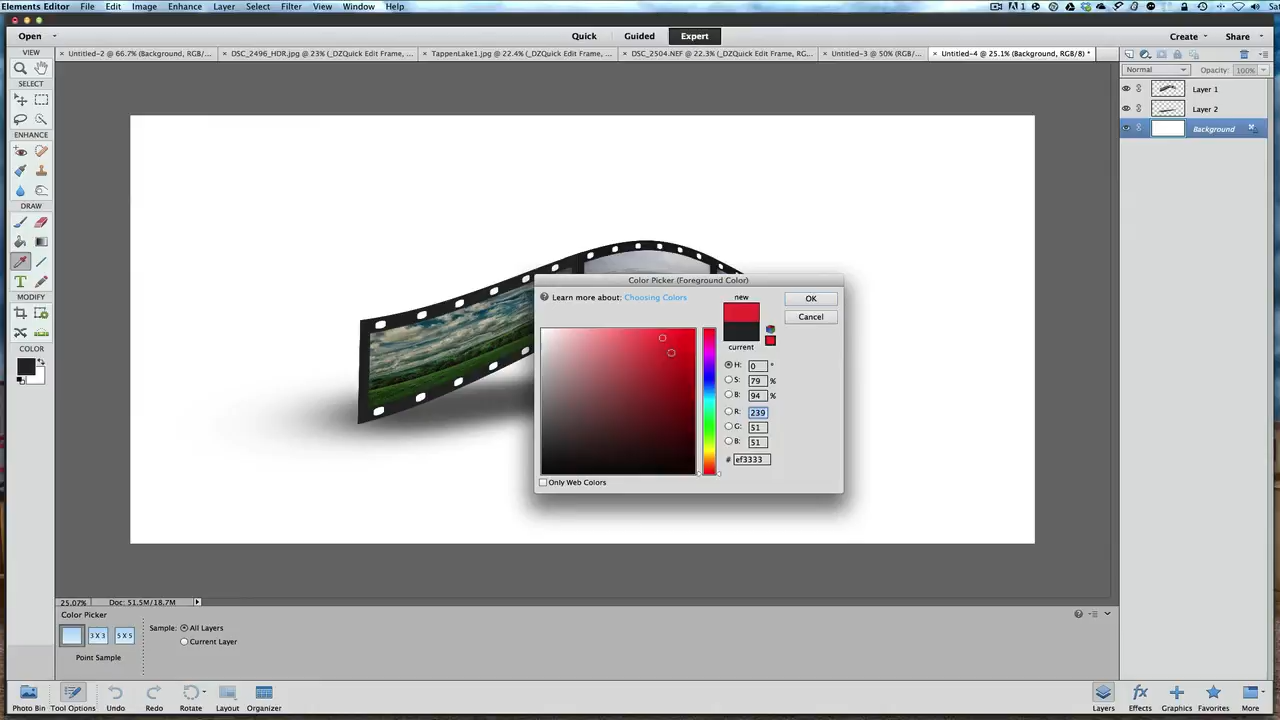 Elements Editor File Edit Image Enhance Layer Select Filter View Window Help
Open Quick Guided Expert Create Share
VIEW
Untitled-2 @ 66.7% (Background, RGB/... DSC_2496_HDR.jpg @ 23% (_DZQuick Edit Frame, ... TappenLake1.jpg @ 22.4% (_DZQuick Edit Frame, ... DSC_2504.NEF @ 22.3% (_DZQuick Edit Frame, RG... Untitled-3 @ 50% (RGB/... Untitled-4 @ 25.1% (Background, RGB/8) *
Normal Opacity: 100%
SELECT
Layer 1
Layer 2
Background
ENHANCE
DRAW
MODIFY
COLOR
Color Picker (Foreground Color)
Learn more about: Choosing Colors
new
OK
Cancel
current
H: 0 °
S: 79 %
B: 94 %
R: 239
G: 51
B: 51
# ef3333
Only Web Colors
25.07% Doc: 51.5M/18.7M
Color Picker
3 X 3 5 X 5
Point Sample
Sample: All Layers
Current Layer
Photo Bin Tool Options Undo Redo Rotate Layout Organizer Layers Effects Graphics Favorites More